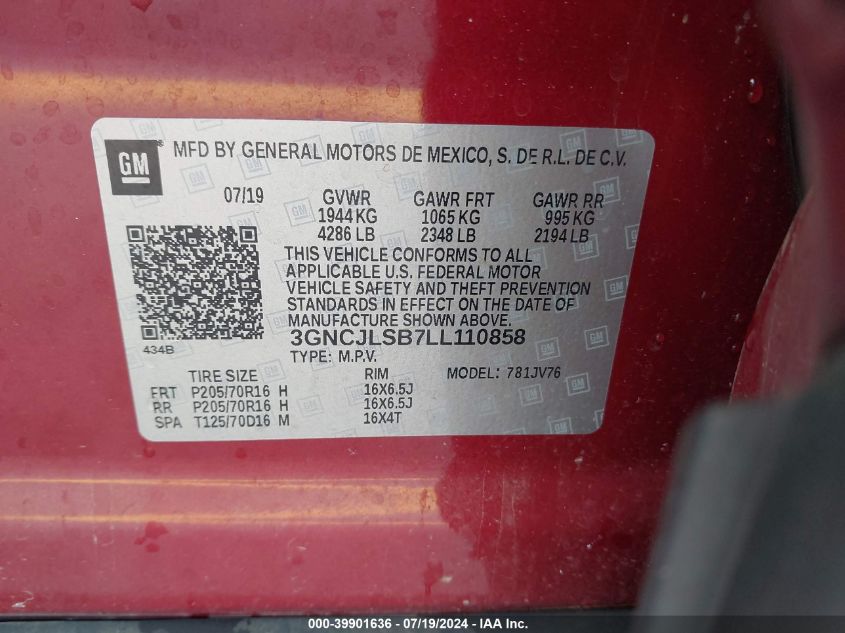 GM
MFD BY GENERAL MOTORS DE MEXICO, S. DE R.L. DE C.V.
07/19 GVWR GAWR FRT GAWR RR
1944 KG 1065 KG 995 KG
4286 LB 2348 LB 2194 LB
THIS VEHICLE CONFORMS TO ALL
APPLICABLE U.S. FEDERAL MOTOR
VEHICLE SAFETY AND THEFT PREVENTION
STANDARDS IN EFFECT ON THE DATE OF
MANUFACTURE SHOWN ABOVE.
434B
3GNCJLSB7LL110858
TYPE: M.P.V.
TIRE SIZE RIM MODEL: 781JV76
FRT P205/70R16 H 16X6.5J
RR P205/70R16 H 16X6.5J
SPA T125/70D16 M 16X4T
000-39901636 - 07/19/2024 - IAA Inc.